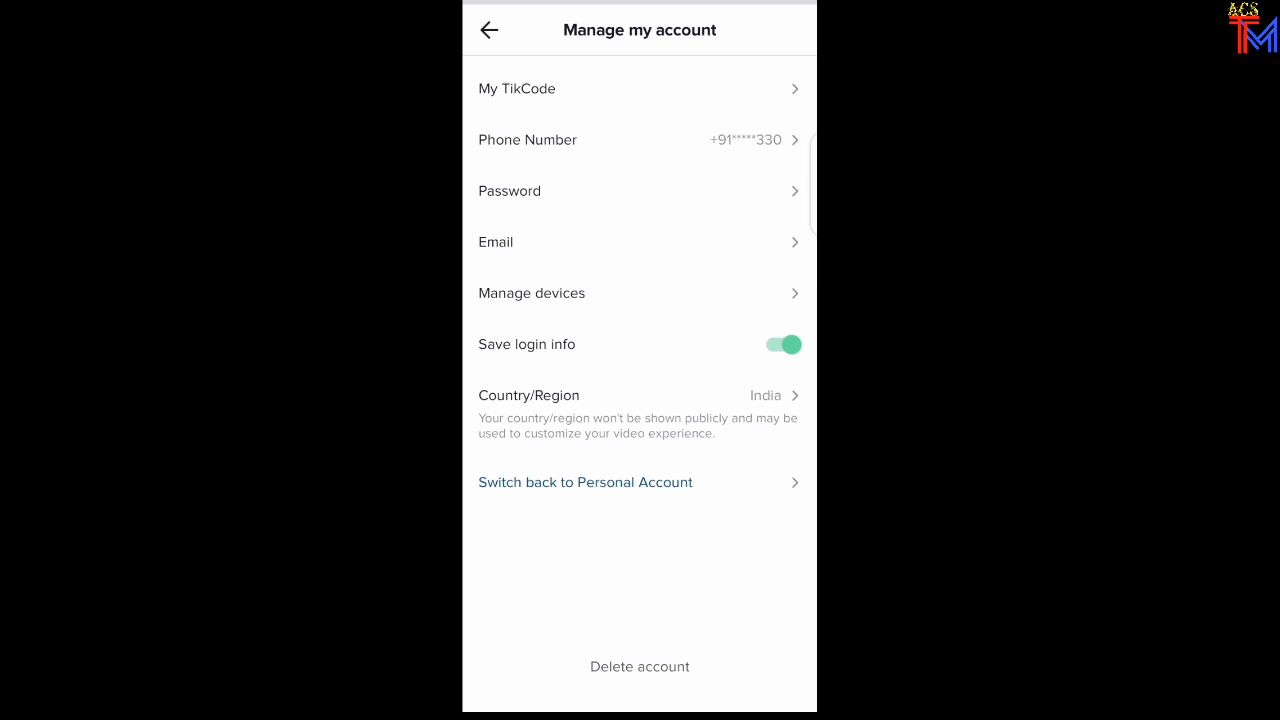 ACS
TM
Manage my account
My TikCode
Phone Number +91*****330
Password
Email
Manage devices
Save login info
Country/Region India
Your country/region won't be shown publicly and may be
used to customize your video experience.
Switch back to Personal Account
Delete account